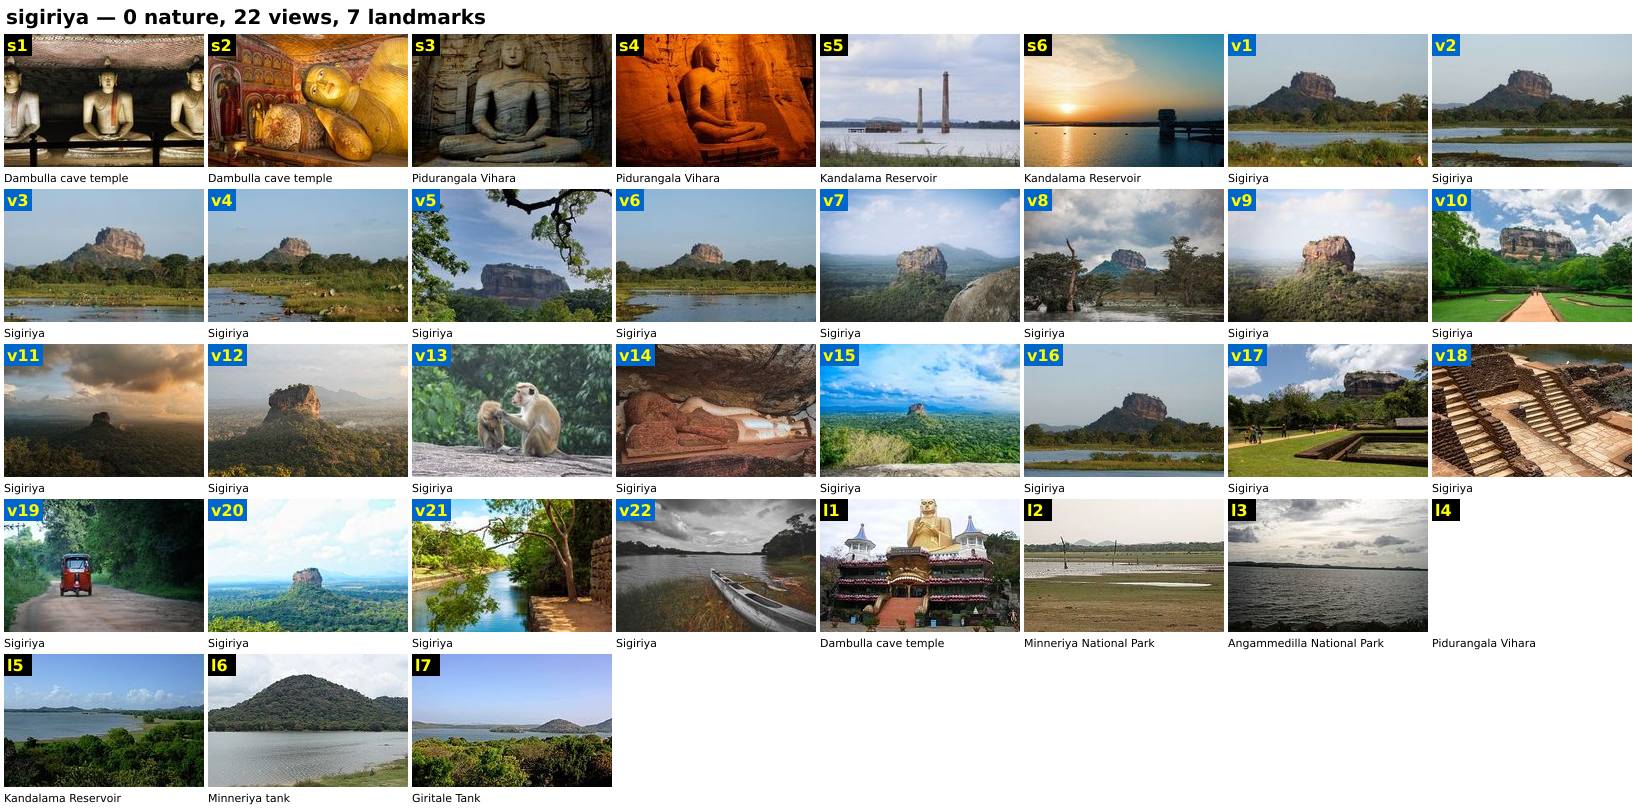 sigiriya — 0 nature, 22 views, 7 landmarks
s1 s2 s3 s4 s5 s6 v1 v2
Dambulla cave temple Dambulla cave temple Pidurangala Vihara Pidurangala Vihara Kandalama Reservoir Kandalama Reservoir Sigiriya Sigiriya
v3 v4 v5 v6 v7 v8 v9 v10
Sigiriya Sigiriya Sigiriya Sigiriya Sigiriya Sigiriya Sigiriya Sigiriya
v11 v12 v13 v14 v15 v16 v17 v18
Sigiriya Sigiriya Sigiriya Sigiriya Sigiriya Sigiriya Sigiriya Sigiriya
v19 v20 v21 v22 l1 l2 l3 l4
Sigiriya Sigiriya Sigiriya Sigiriya Dambulla cave temple Minneriya National Park Angammedilla National Park Pidurangala Vihara
l5 l6 l7
Kandalama Reservoir Minneriya tank Giritale Tank